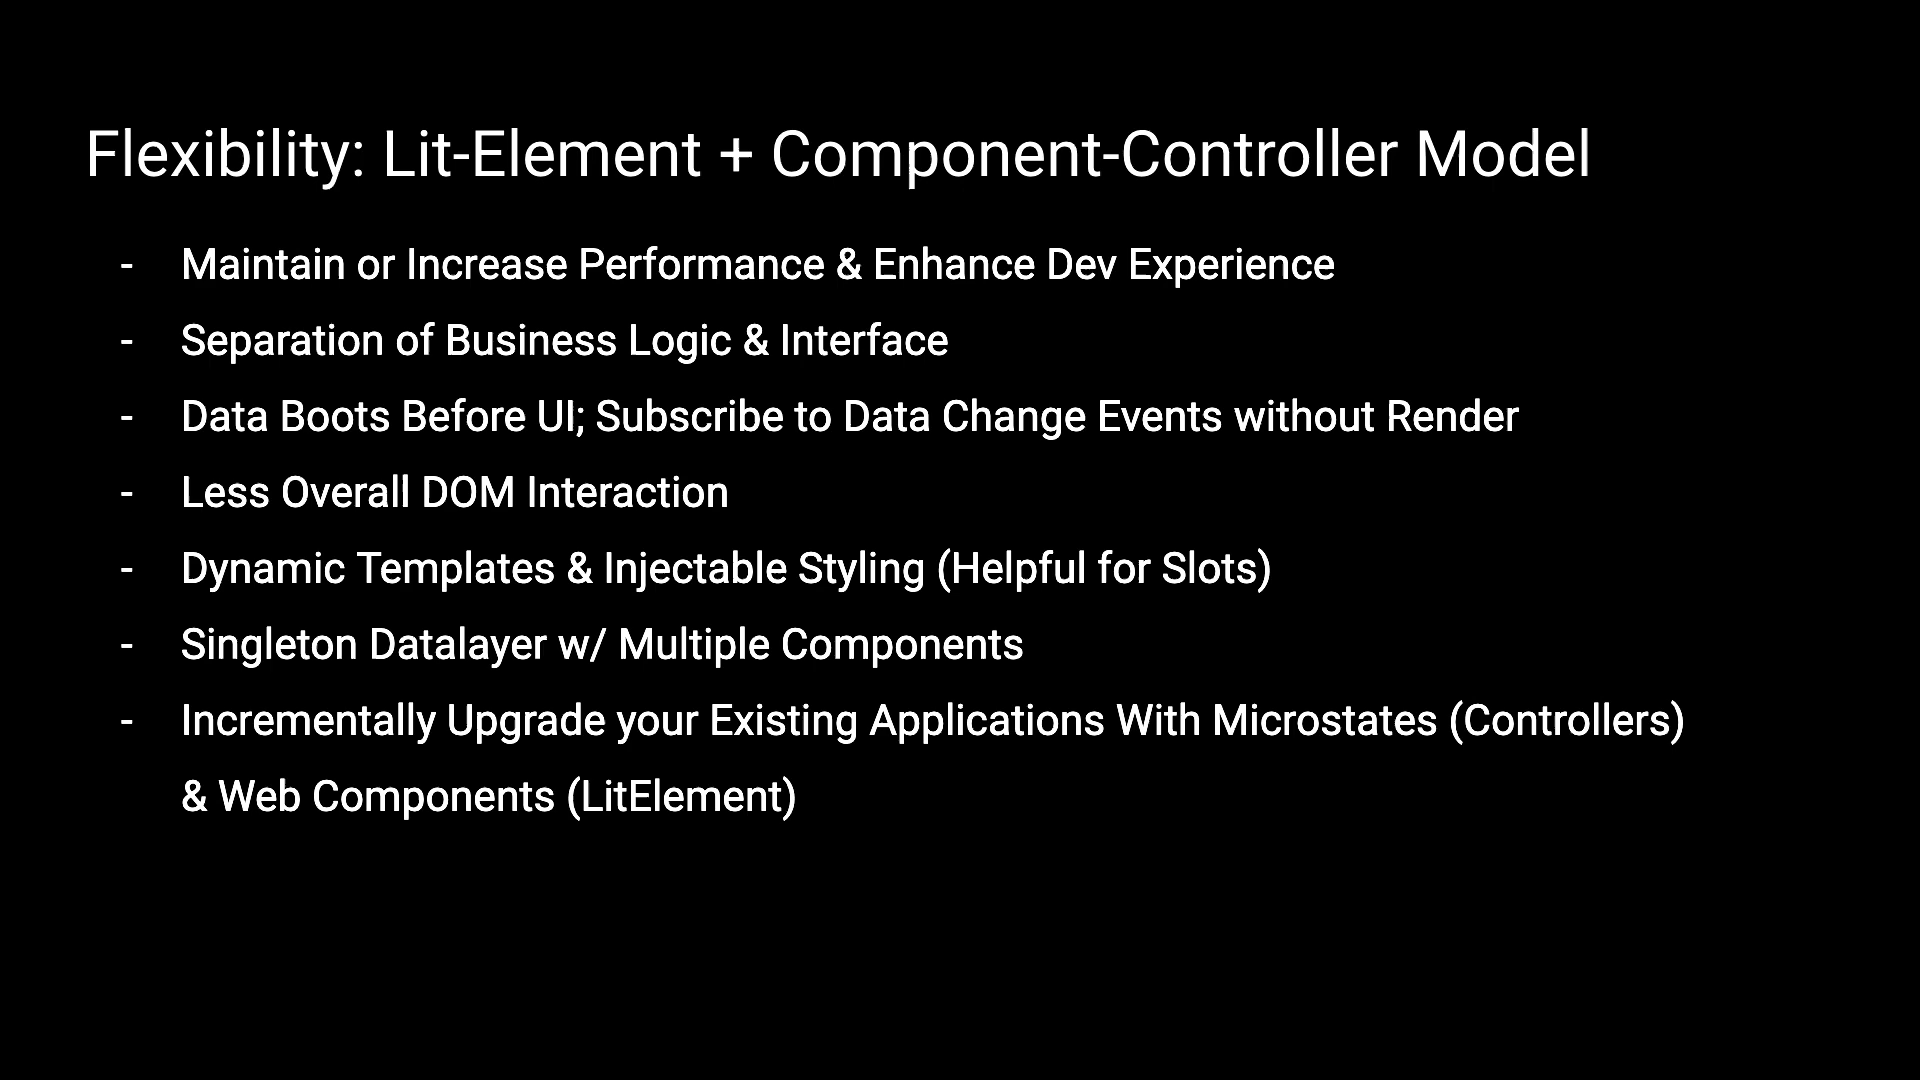 Flexibility: Lit-Element + Component-Controller Model
- Maintain or Increase Performance & Enhance Dev Experience
- Separation of Business Logic & Interface
- Data Boots Before UI; Subscribe to Data Change Events without Render
- Less Overall DOM Interaction
- Dynamic Templates & Injectable Styling (Helpful for Slots)
- Singleton Datalayer w/ Multiple Components
- Incrementally Upgrade your Existing Applications With Microstates (Controllers)
& Web Components (LitElement)